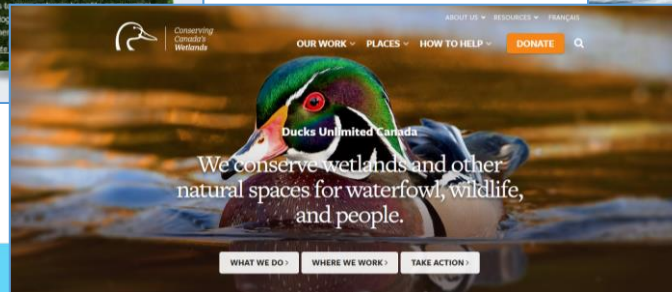 ABOUT US RESOURCES FRANÇAIS
Conserving
Canada's
Wetlands
OUR WORK PLACES HOW TO HELP DONATE
Ducks Unlimited Canada
We conserve wetlands and other
natural spaces for waterfowl, wildlife,
and people.
WHAT WE DO > WHERE WE WORK > TAKE ACTION >